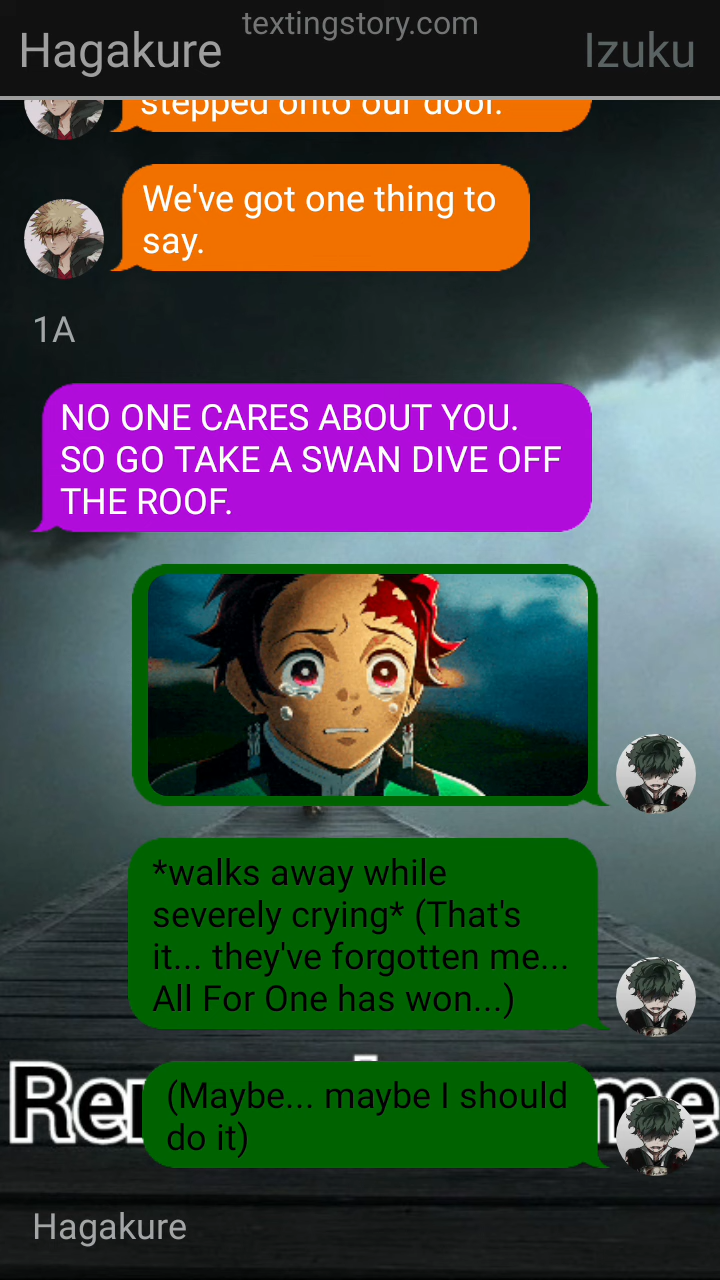 textingstory.com
Hagakure
Izuku
stepped onto our door.
We've got one thing to
say.
1A
NO ONE CARES ABOUT YOU.
SO GO TAKE A SWAN DIVE OFF
THE ROOF.
*walks away while
severely crying* (That's
it... they've forgotten me...
All For One has won...)
(Maybe... maybe I should
do it)
Hagakure